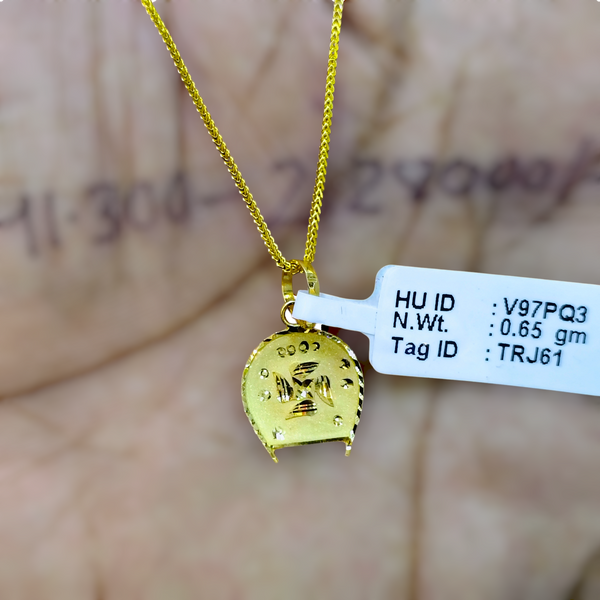 HU ID : V97PQ3
N.Wt. : 0.65 gm
Tag ID : TRJ61